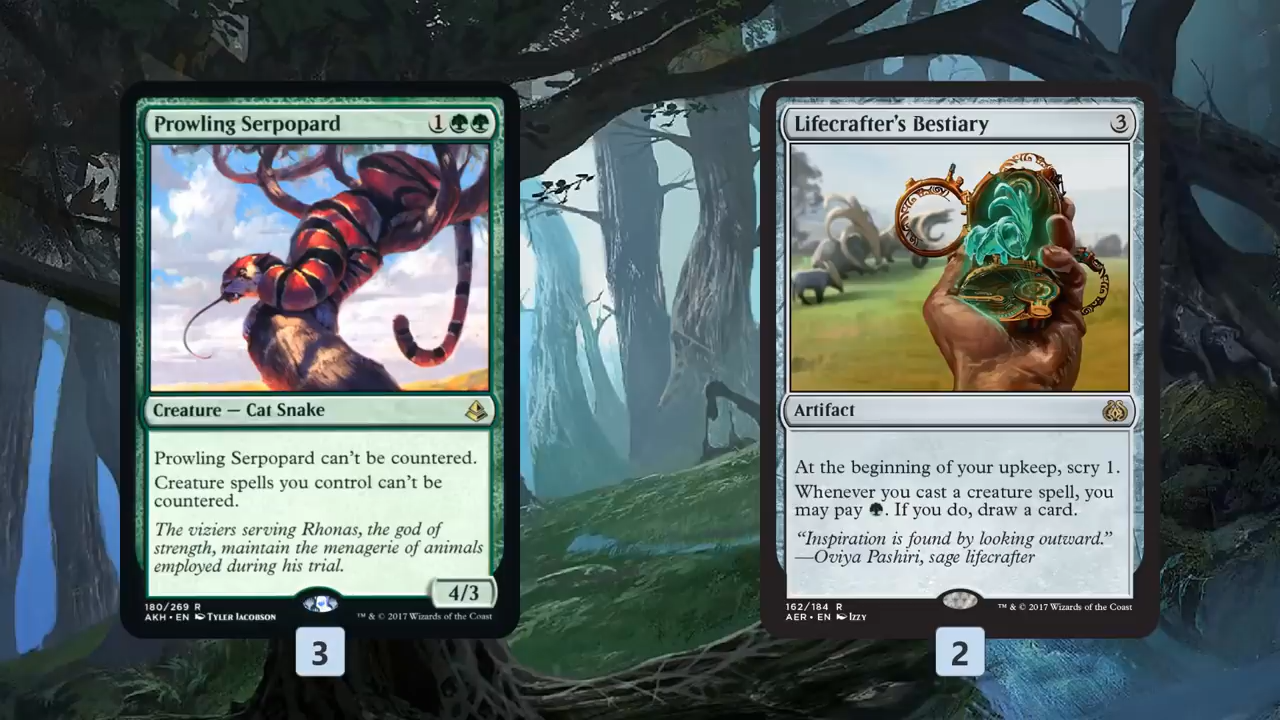 Prowling Serpopard
1
Creature — Cat Snake
Prowling Serpopard can't be countered.
Creature spells you control can't be
countered.
The viziers serving Rhonas, the god of
strength, maintain the menagerie of animals
employed during his trial.
4/3
180/269 R
AKH • EN TYLER JACOBSON
™ & © 2017 Wizards of the Coast
3
Lifecrafter's Bestiary
3
Artifact
At the beginning of your upkeep, scry 1.
Whenever you cast a creature spell, you
may pay . If you do, draw a card.
“Inspiration is found by looking outward.”
—Oviya Pashiri, sage lifecrafter
162/184 R
AER • EN IZZY
™ & © 2017 Wizards of the Coast
2